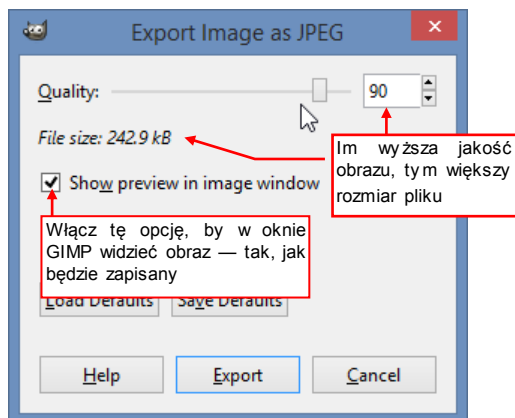 Export Image as JPEG
Quality: 90
File size: 242.9 kB
Im wyższa jakość
obrazu, tym większy
rozmiar pliku
Show preview in image window
Włącz tę opcję, by w oknie
GIMP widzieć obraz — tak, jak
będzie zapisany
Load Defaults Save Defaults
Help Export Cancel